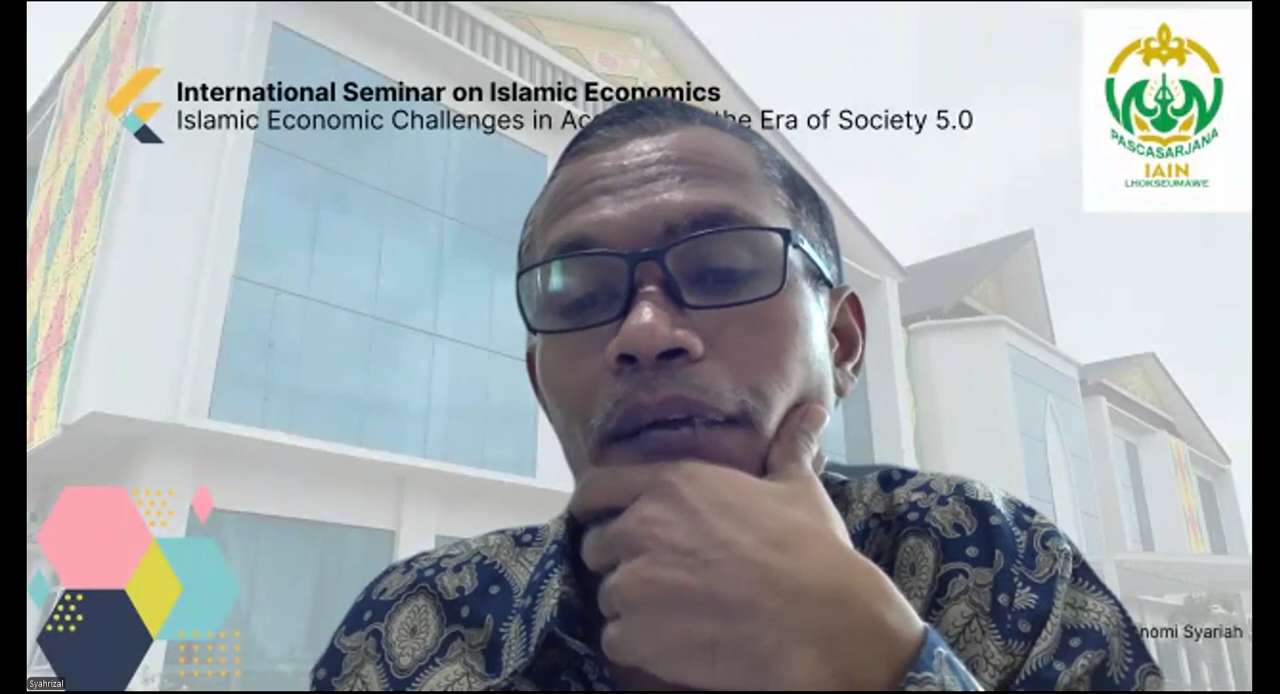 International Seminar on Islamic Economics
Islamic Economic Challenges in Acc the Era of Society 5.0
PASCASARJANA
IAIN
LHOKSEUMAWE
nomi Syariah
Syahrizal